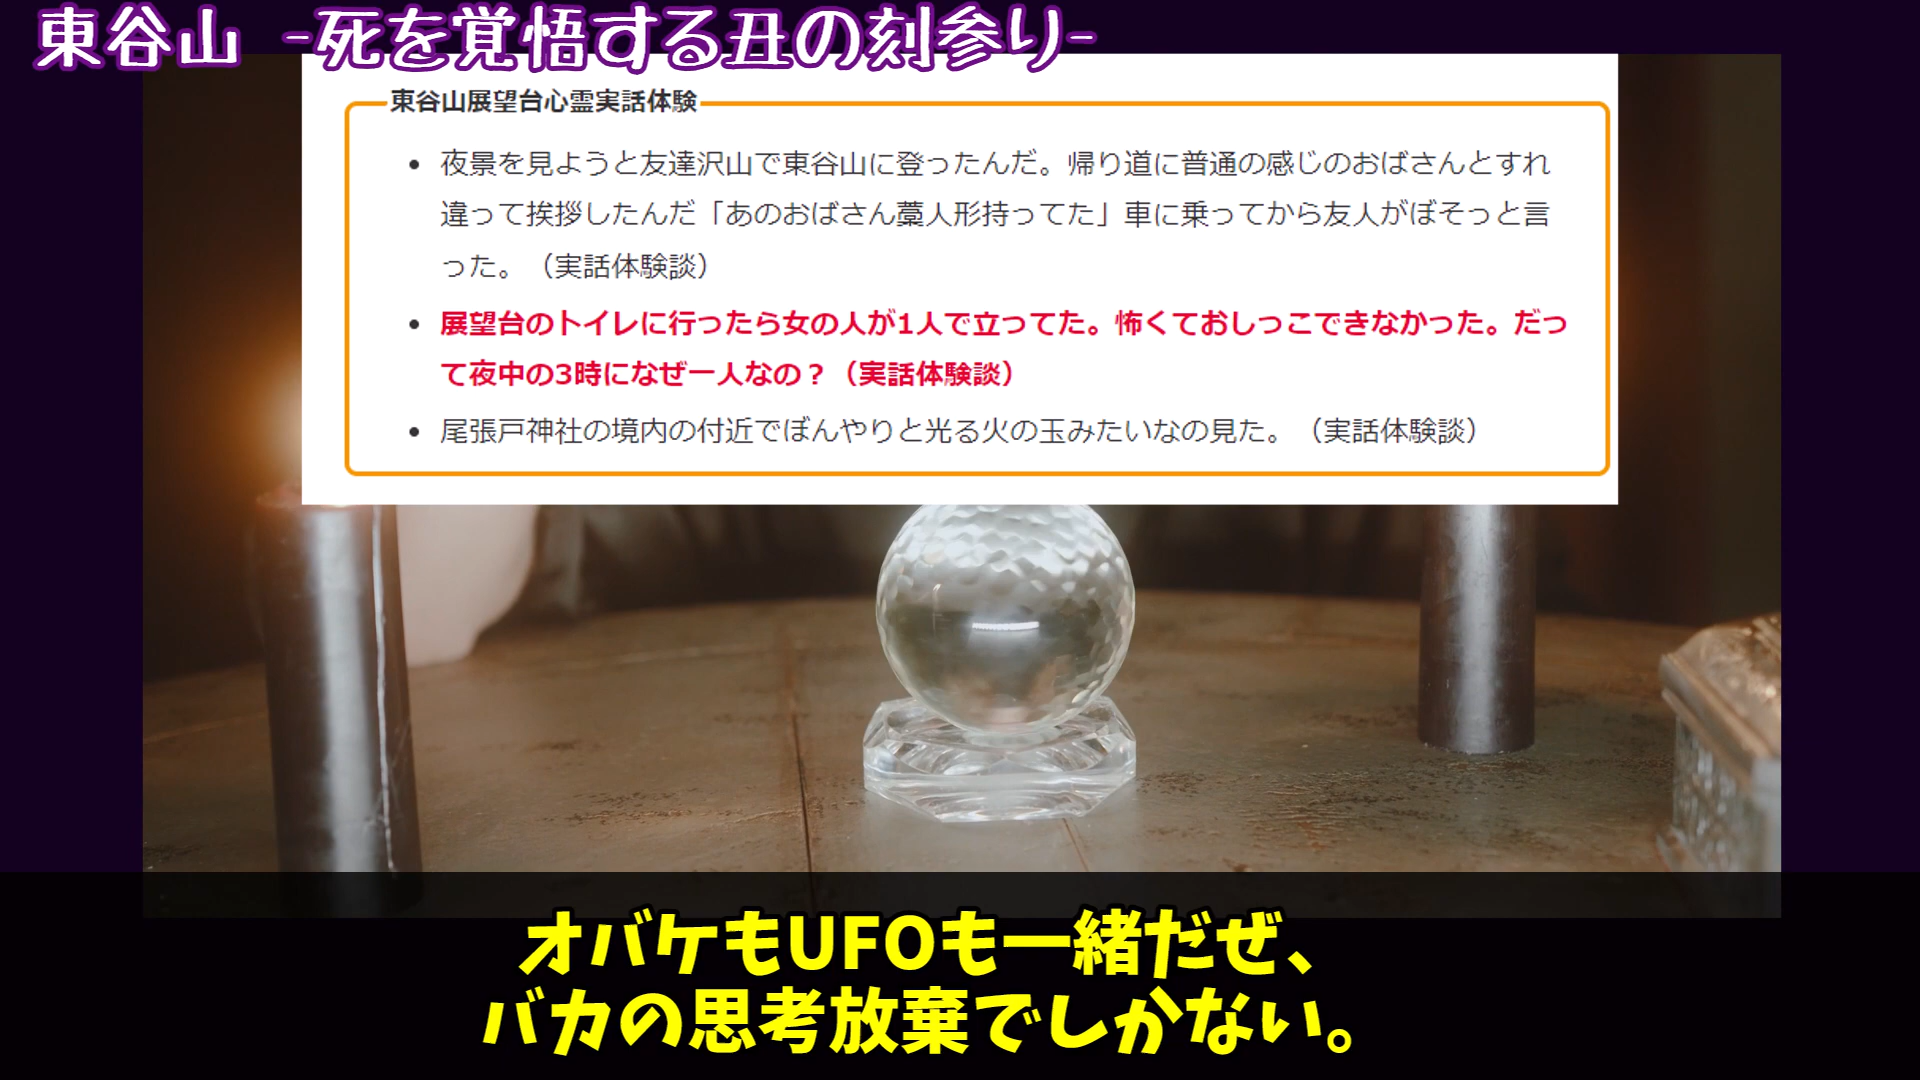 東谷山 -死を覚悟する丑の刻参り-
東谷山展望台心霊実話体験
• 夜景を見ようと友達沢山で東谷山に登ったんだ。帰り道に普通の感じのおばさんとすれ
違って挨拶したんだ「あのおばさん藁人形持ってた」車に乗ってから友人がぼそっと言
った。（実話体験談）
• 展望台のトイレに行ったら女の人が1人で立ってた。怖くておしっこできなかった。だっ
て夜中の3時になぜ一人なの？（実話体験談）
• 尾張戸神社の境内の付近でぼんやりと光る火の玉みたいなの見た。（実話体験談）
オバケもUFOも一緒だぜ、
バカの思考放棄でしかない。